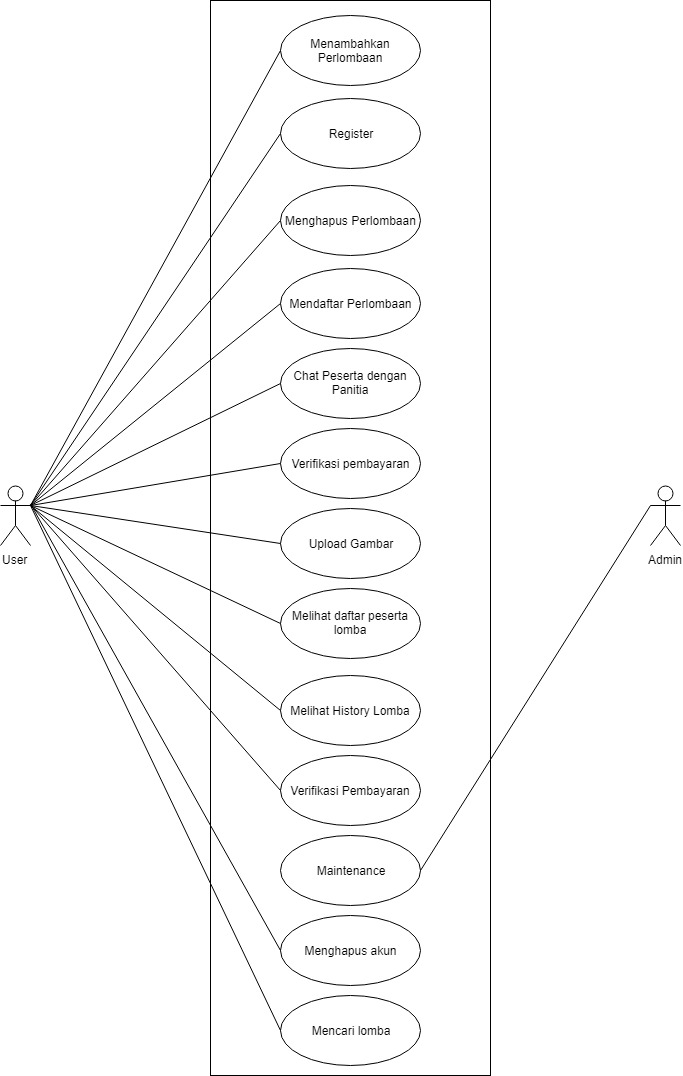 Menambahkan
Perlombaan
Register
Menghapus Perlombaan
Mendaftar Perlombaan
Chat Peserta dengan
Panitia
Verifikasi pembayaran
User
Admin
Upload Gambar
Melihat daftar peserta
lomba
Melihat History Lomba
Verifikasi Pembayaran
Maintenance
Menghapus akun
Mencari lomba